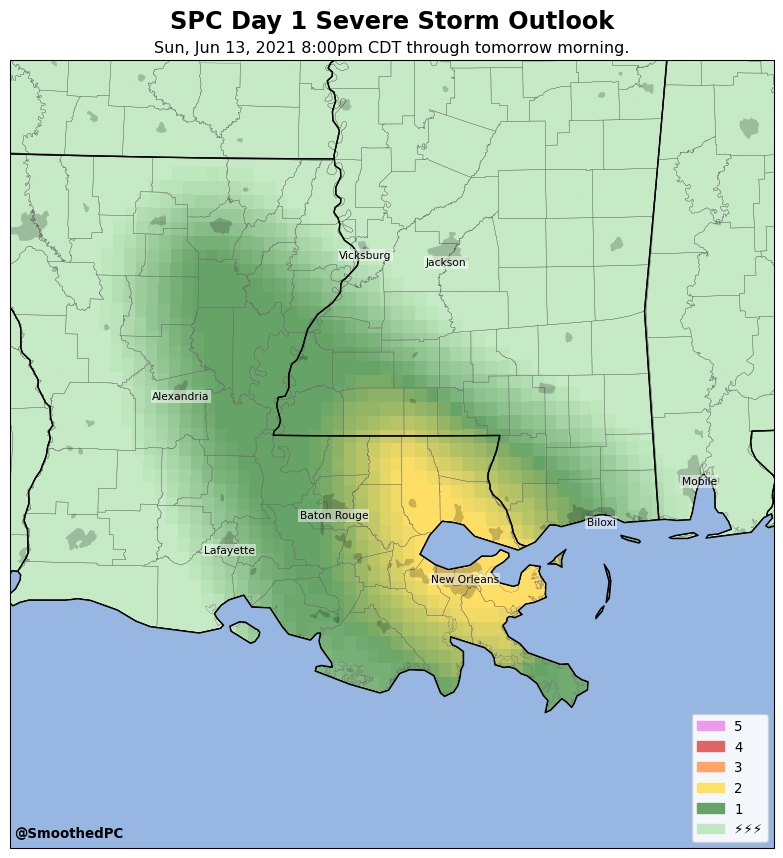 SPC Day 1 Severe Storm Outlook
Sun, Jun 13, 2021 8:00pm CDT through tomorrow morning.
Vicksburg
Jackson
Alexandria
Mobile
Baton Rouge
Biloxi
Lafayette
New Orleans
5
4
3
2
1
⚡⚡⚡
@SmoothedPC